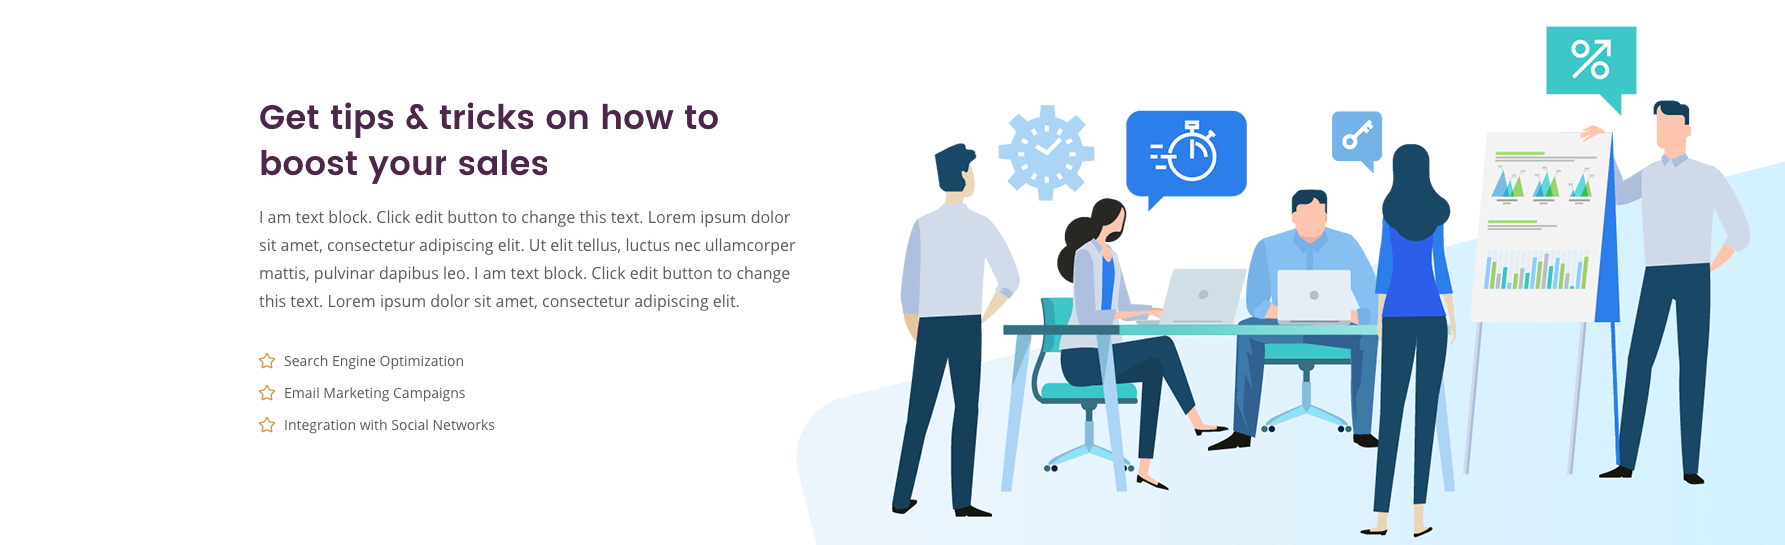 Get tips & tricks on how to
boost your sales
I am text block. Click edit button to change this text. Lorem ipsum dolor
sit amet, consectetur adipiscing elit. Ut elit tellus, luctus nec ullamcorper
mattis, pulvinar dapibus leo. I am text block. Click edit button to change
this text. Lorem ipsum dolor sit amet, consectetur adipiscing elit.
Search Engine Optimization
Email Marketing Campaigns
Integration with Social Networks